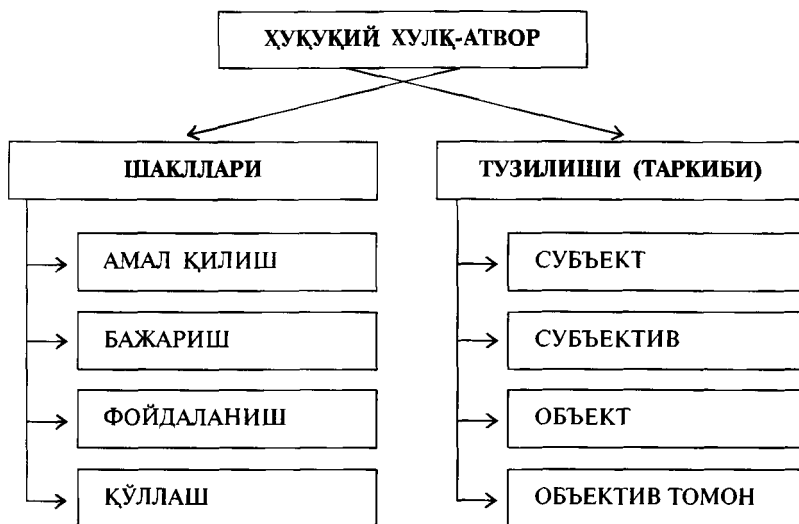 ҲУҚУҚИЙ ХУЛҚ-АТВОР
ШАКЛЛАРИ
АМАЛ ҚИЛИШ
БАЖАРИШ
ФОЙДАЛАНИШ
ҚЎЛЛАШ
ТУЗИЛИШИ (ТАРКИБИ)
СУБЪЕКТ
СУБЪЕКТИВ
ОБЪЕКТ
ОБЪЕКТИВ ТОМОН